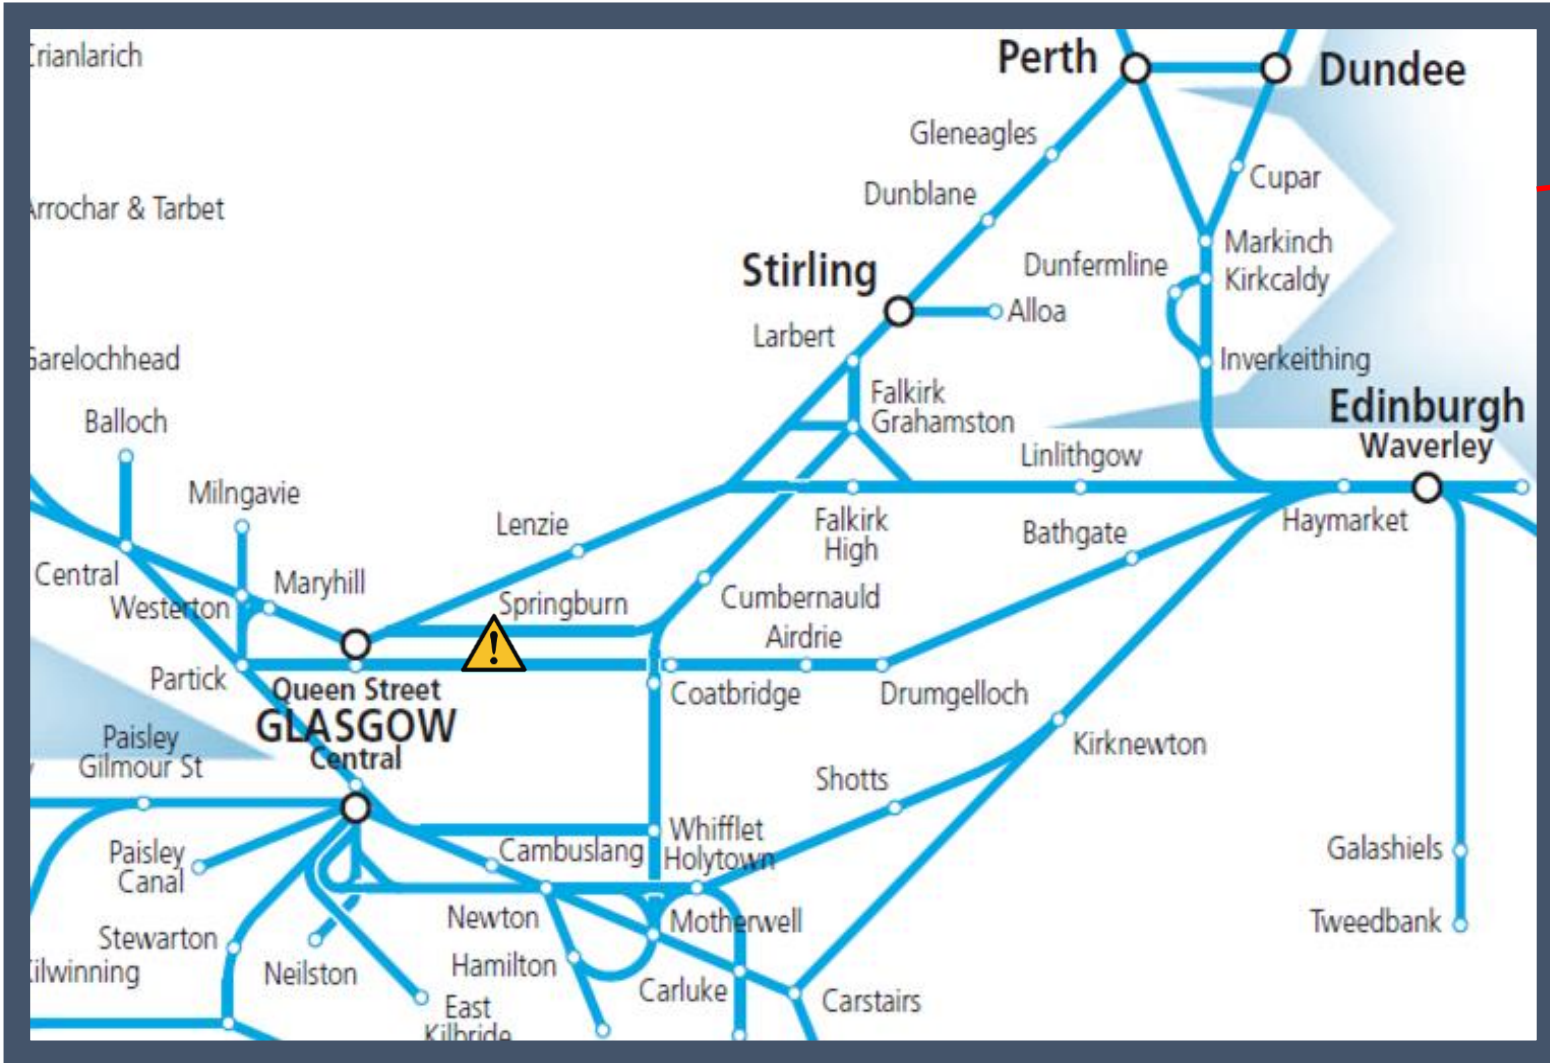 Crianlarich
Perth
Dundee
Gleneagles
Cupar
Dunblane
Arrochar & Tarbet
Markinch
Stirling
Dunfermline
Kirkcaldy
Alloa
Larbert
Garelochhead
Inverkeithing
Falkirk
Grahamston
Edinburgh
Waverley
Balloch
Linlithgow
Milngavie
Lenzie
Falkirk
High
Bathgate
Haymarket
Central
Maryhill
Westerton
Springburn
!
Cumbernauld
Airdrie
Partick
Queen Street
GLASGOW
Central
Coatbridge
Drumgelloch
Paisley
Gilmour St
Kirknewton
Shotts
Whifflet
Holytown
Cambuslang
Paisley
Canal
Galashiels
Newton
Motherwell
Tweedbank
Stewarton
Neilston
Hamilton
Kilwinning
Carluke
Carstairs
East
Kilbride